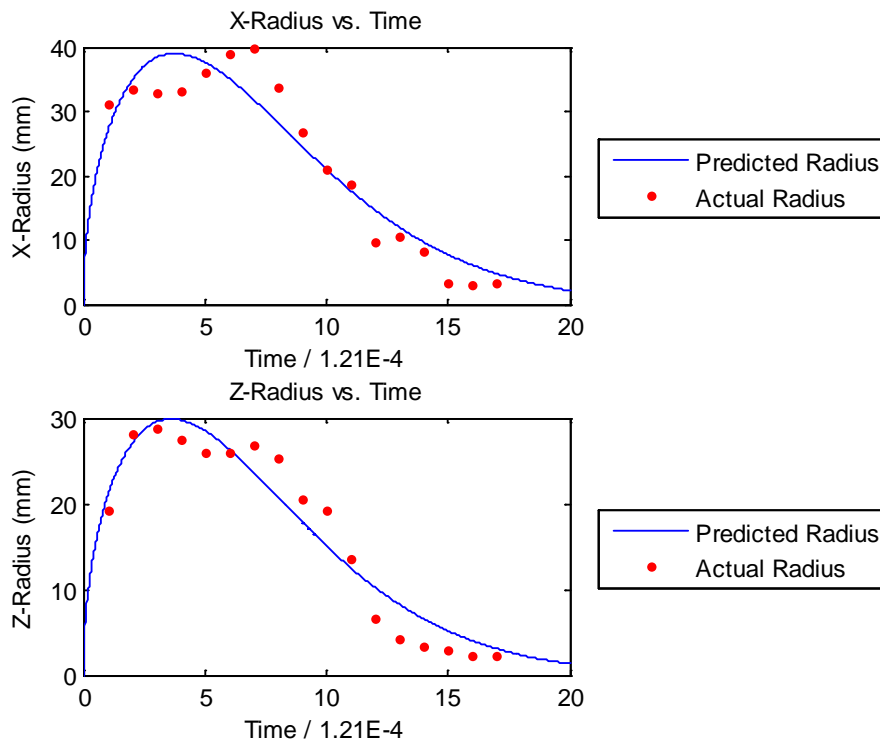 X-Radius vs. Time
40
30
20
10
0
X-Radius (mm)
0 5 10 15 20
Time / 1.21E-4
Predicted Radius
Actual Radius
Z-Radius vs. Time
30
20
10
0
Z-Radius (mm)
0 5 10 15 20
Time / 1.21E-4
Predicted Radius
Actual Radius